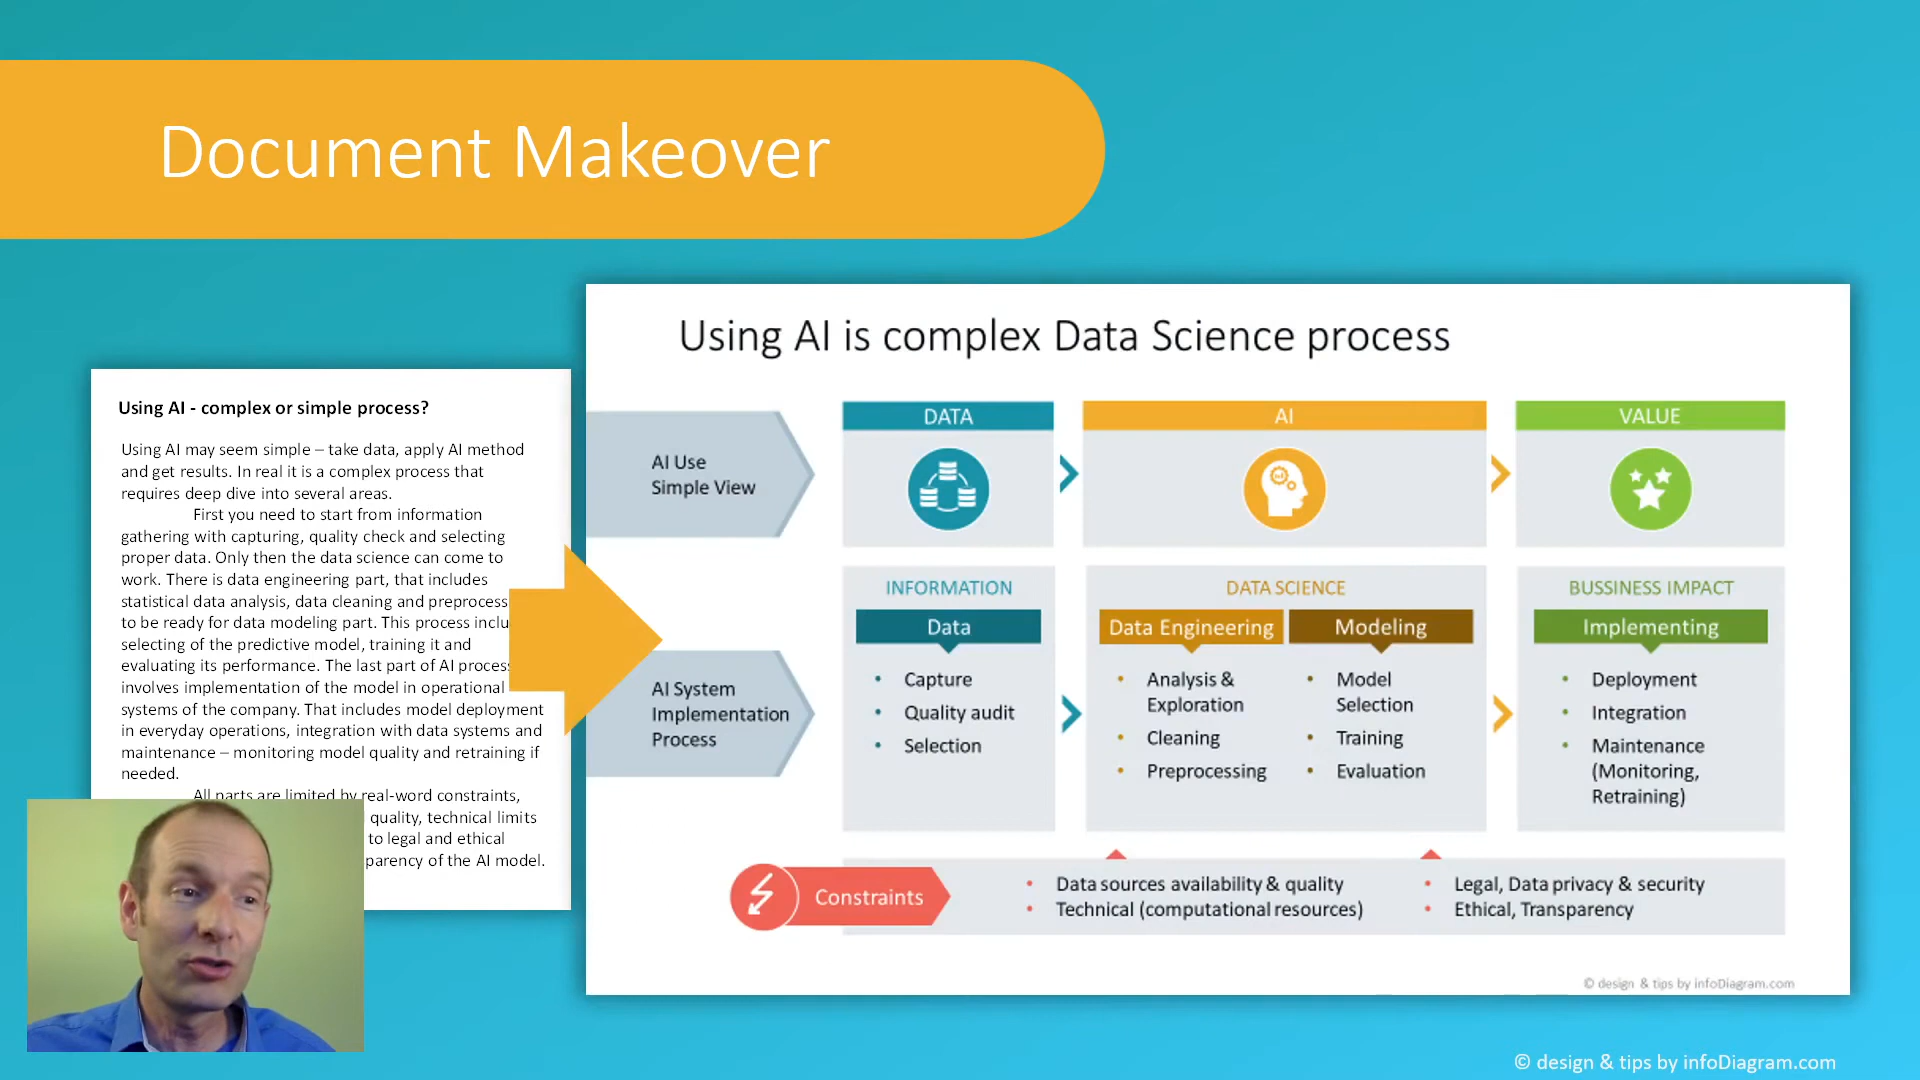 Document Makeover
Using AI - complex or simple process?
Using AI may seem simple – take data, apply AI method
and get results. In real it is a complex process that
requires deep dive into several areas.
First you need to start from information
gathering with capturing, quality check and selecting
proper data. Only then the data science can come to
work. There is data engineering part, that includes
statistical data analysis, data cleaning and preprocess
to be ready for data modeling part. This process inclu
selecting of the predictive model, training it and
evaluating its performance. The last part of AI process
involves implementation of the model in operational
systems of the company. That includes model deployment
in everyday operations, integration with data systems and
maintenance – monitoring model quality and retraining if
needed.
All parts are limited by real-word constraints,
quality, technical limits
to legal and ethical
parency of the AI model.
Using AI is complex Data Science process
AI Use
Simple View
DATA
AI
VALUE
AI System
Implementation
Process
INFORMATION
Data
• Capture
• Quality audit
• Selection
DATA SCIENCE
Data Engineering
• Analysis &
Exploration
• Cleaning
• Preprocessing
Modeling
• Model
Selection
• Training
• Evaluation
BUSSINESS IMPACT
Implementing
• Deployment
• Integration
• Maintenance
(Monitoring,
Retraining)
Constraints
• Data sources availability & quality
• Technical (computational resources)
• Legal, Data privacy & security
• Ethical, Transparency
© design & tips by infoDiagram.com
© design & tips by infoDiagram.com